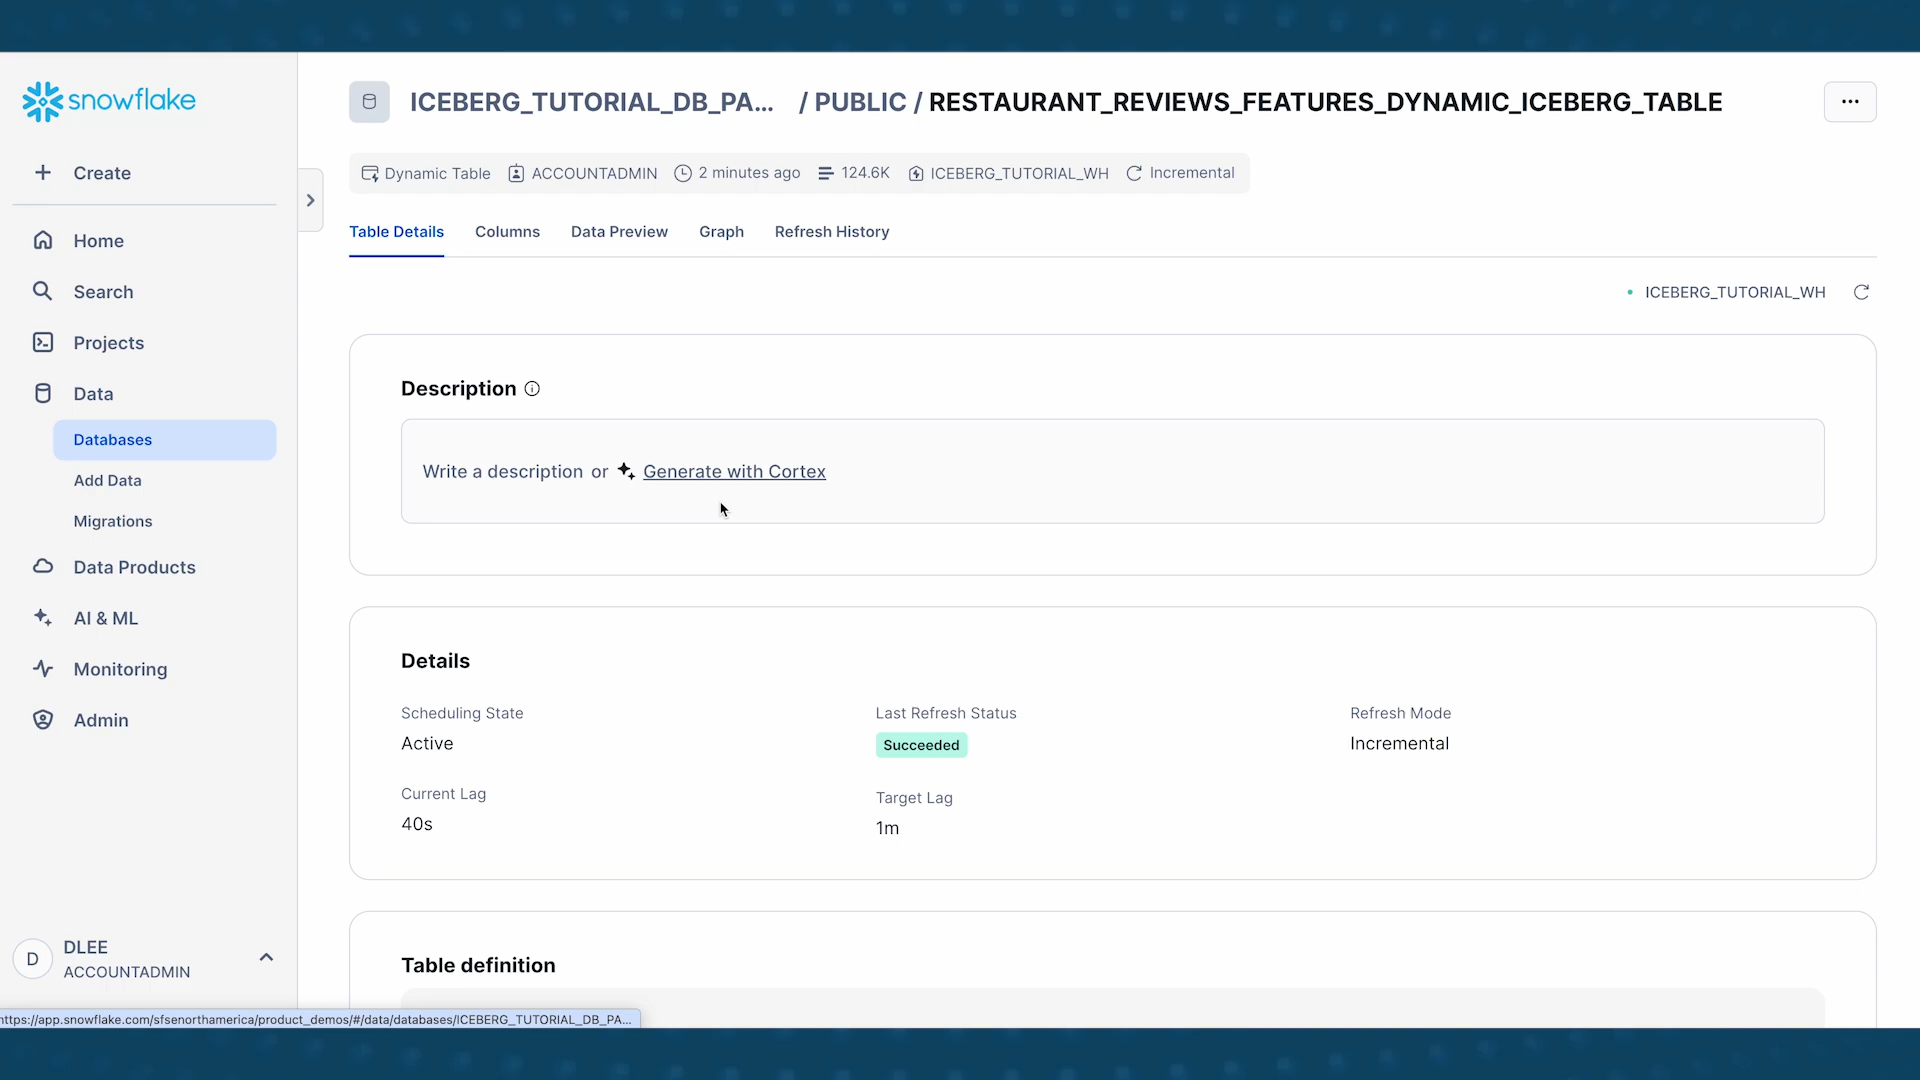 snowflake
Create
Home
Search
Projects
Data
Databases
Add Data
Migrations
Data Products
AI & ML
Monitoring
Admin
D
DLEE
ACCOUNTADMIN
https://app.snowflake.com/sfsenorthamerica/product_demos/#/data/databases/ICEBERG_TUTORIAL_DB_PA...
ICEBERG_TUTORIAL_DB_PA... / PUBLIC / RESTAURANT_REVIEWS_FEATURES_DYNAMIC_ICEBERG_TABLE
Dynamic Table ACCOUNTADMIN 2 minutes ago 124.6K ICEBERG_TUTORIAL_WH Incremental
Table Details Columns Data Preview Graph Refresh History
ICEBERG_TUTORIAL_WH
Description
Write a description or Generate with Cortex
Details
Scheduling State Last Refresh Status Refresh Mode
Active Succeeded Incremental
Current Lag Target Lag
40s 1m
Table definition